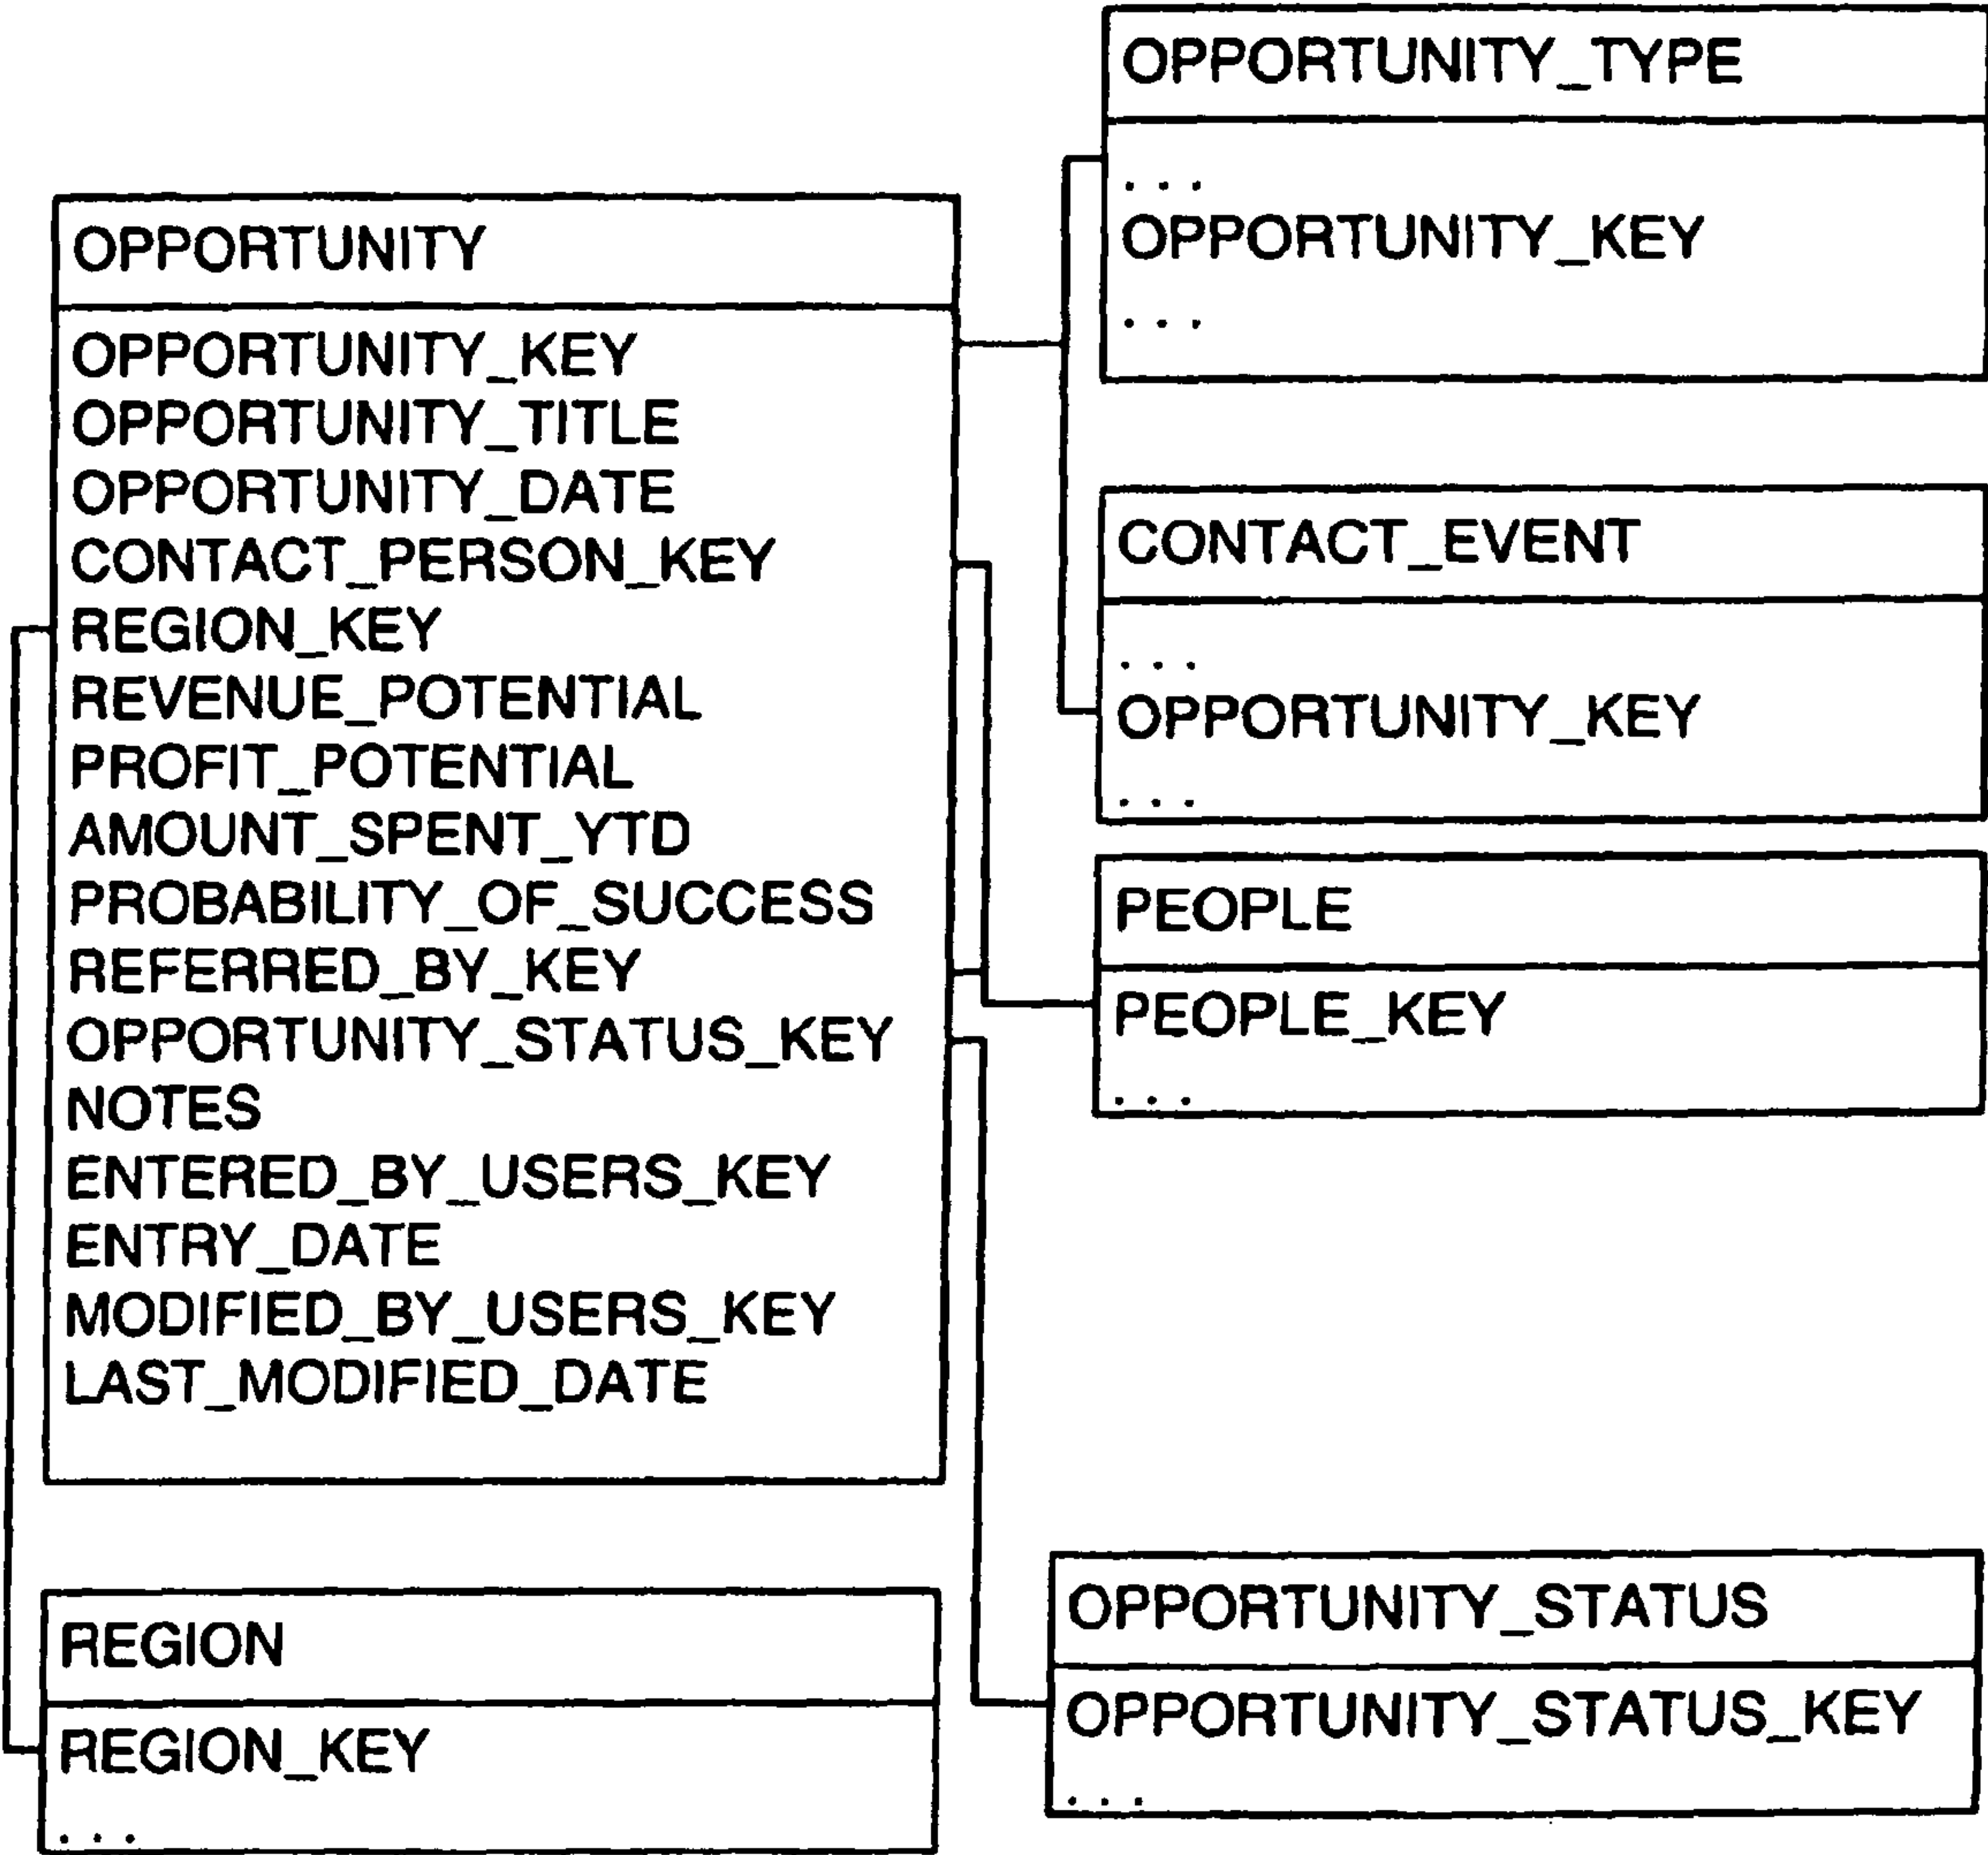 OPPORTUNITY_TYPE
. . .
OPPORTUNITY_KEY
. . .
OPPORTUNITY
OPPORTUNITY_KEY
OPPORTUNITY_TITLE
OPPORTUNITY_DATE
CONTACT_PERSON_KEY
REGION_KEY
REVENUE_POTENTIAL
PROFIT_POTENTIAL
AMOUNT_SPENT_YTD
PROBABILITY_OF_SUCCESS
REFERRED_BY_KEY
OPPORTUNITY_STATUS_KEY
NOTES
ENTERED_BY_USERS_KEY
ENTRY_DATE
MODIFIED_BY_USERS_KEY
LAST_MODIFIED_DATE
CONTACT_EVENT
. . .
OPPORTUNITY_KEY
. . .
PEOPLE
PEOPLE_KEY
. . .
OPPORTUNITY_STATUS
OPPORTUNITY_STATUS_KEY
. . .
REGION
REGION_KEY
. . .